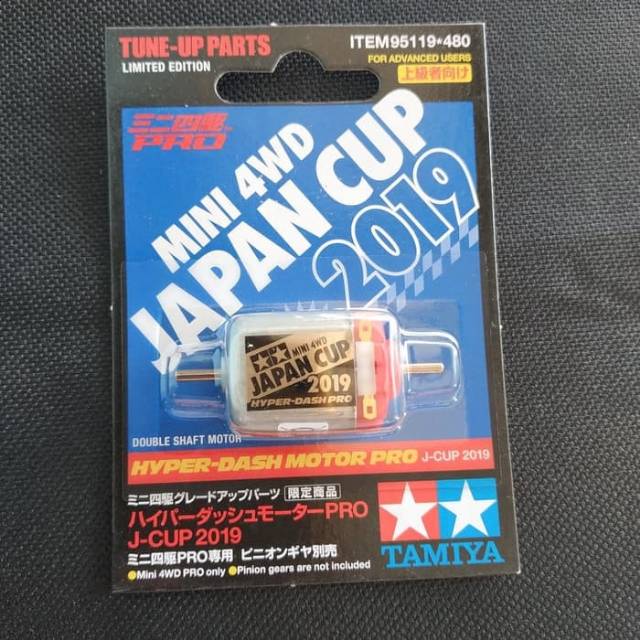 TUNE-UP PARTS
LIMITED EDITION
ITEM95119*480
FOR ADVANCED USERS
上級者向け
ミニ四駆
PRO
MINI 4WD
JAPAN CUP
2019
MINI 4WD
JAPAN CUP
2019
HYPER-DASH PRO
DOUBLE SHAFT MOTOR
HYPER-DASH MOTOR PRO J-CUP 2019
ミニ四駆グレードアップパーツ 限定商品
ハイパーダッシュモーターPRO
J-CUP 2019
ミニ四駆PRO専用 ピニオンギヤ別売
●Mini 4WD PRO only ●Pinion gears are not included
TAMIYA